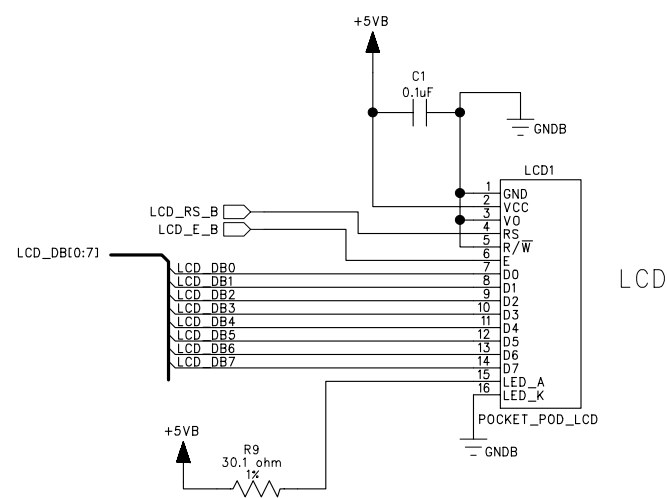 +5VB
C1
0.1uF
GNDB
LCD1
1 GND
2 VCC
3 VO
LCD_RS_B 4 RS
5 R/W̅
LCD_E_B 6 E
LCD_DB[0:7]
LCD_DB0 7 D0
LCD_DB1 8 D1
LCD_DB2 9 D2
LCD_DB3 10 D3
LCD_DB4 11 D4
LCD_DB5 12 D5
LCD_DB6 13 D6
LCD_DB7 14 D7
15 LED_A
16 LED_K
LCD
POCKET_POD_LCD
GNDB
+5VB
R9
30.1 ohm
1%